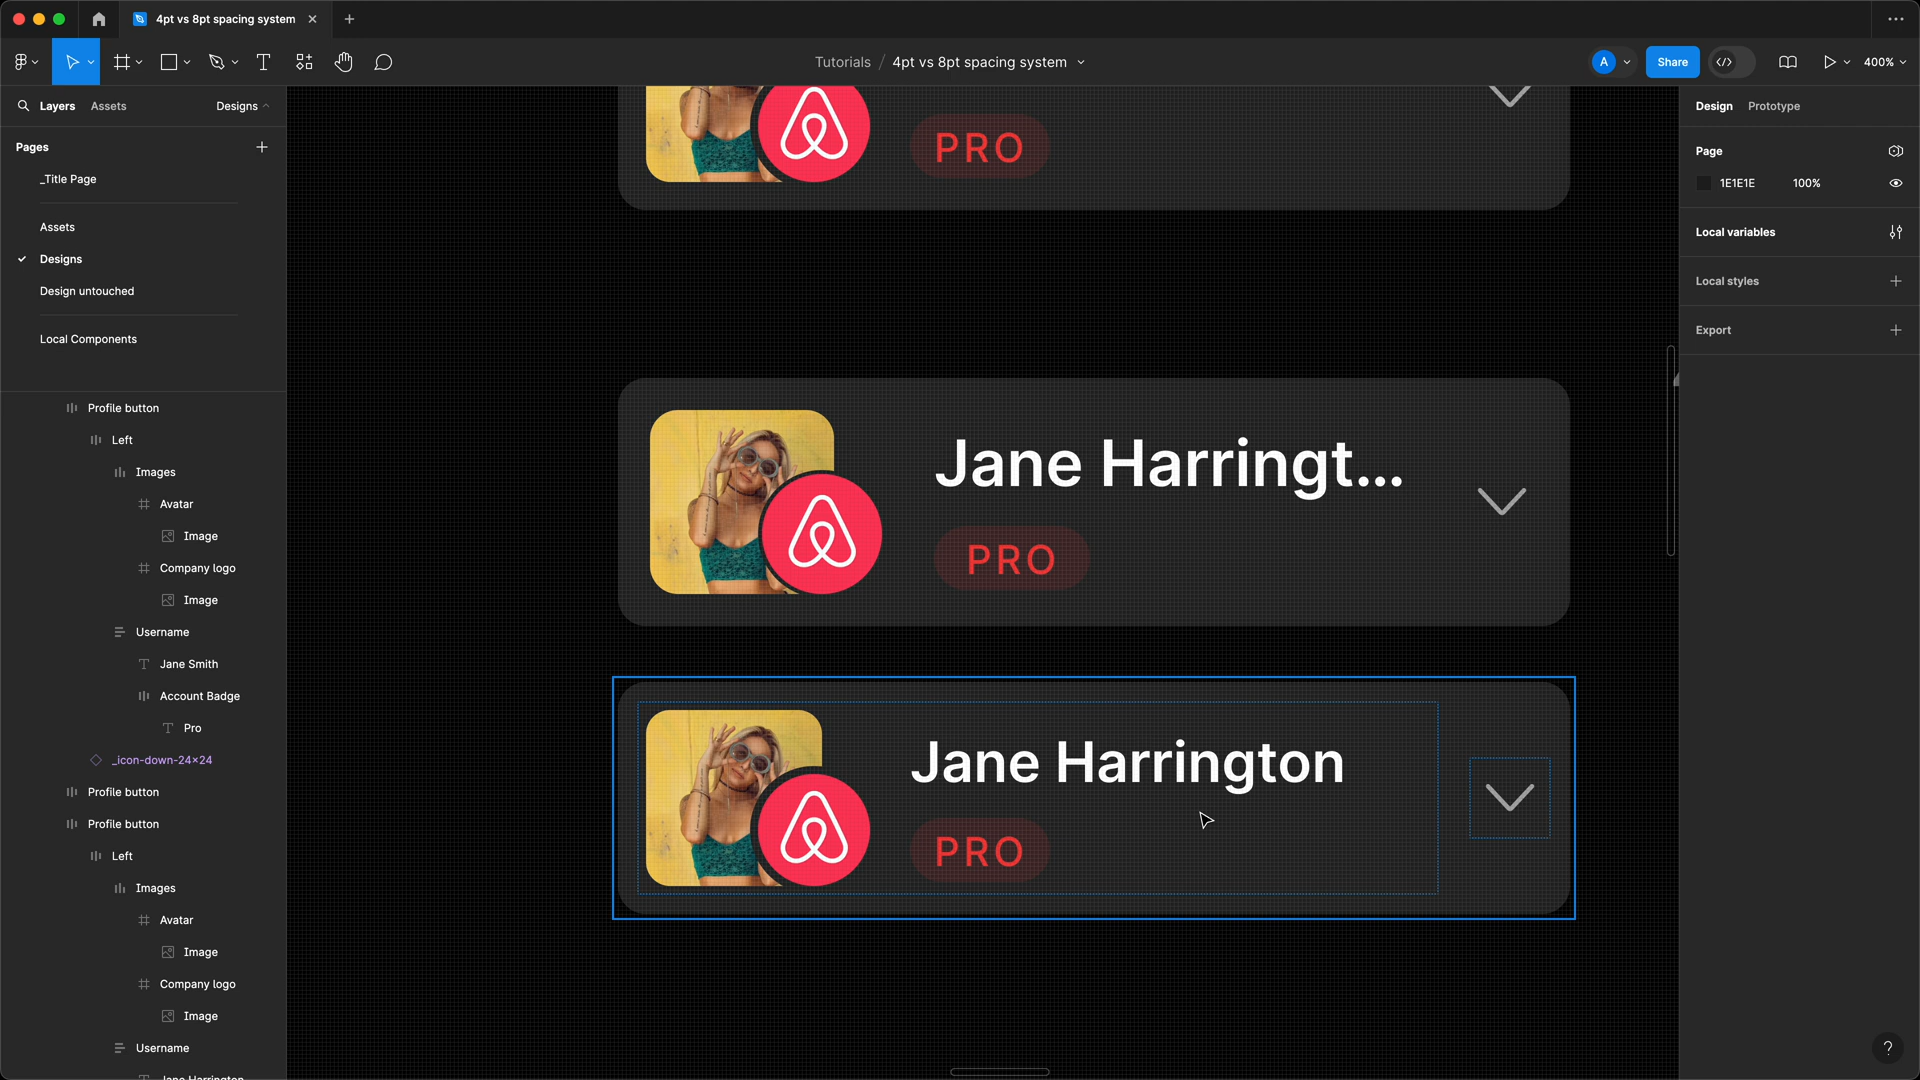 4pt vs 8pt spacing system
Tutorials / 4pt vs 8pt spacing system
A
Share
400%
Layers
Assets
Designs
Pages
_Title Page
Assets
Designs
Design untouched
Local Components
Profile button
Left
Images
Avatar
Image
Company logo
Image
Username
Jane Smith
Account Badge
Pro
_icon-down-24x24
Profile button
Profile button
Left
Images
Avatar
Image
Company logo
Image
Username
Jane Harrington
PRO
Jane Harringt...
PRO
Jane Harrington
PRO
Design
Prototype
Page
1E1E1E
100%
Local variables
Local styles
Export
?